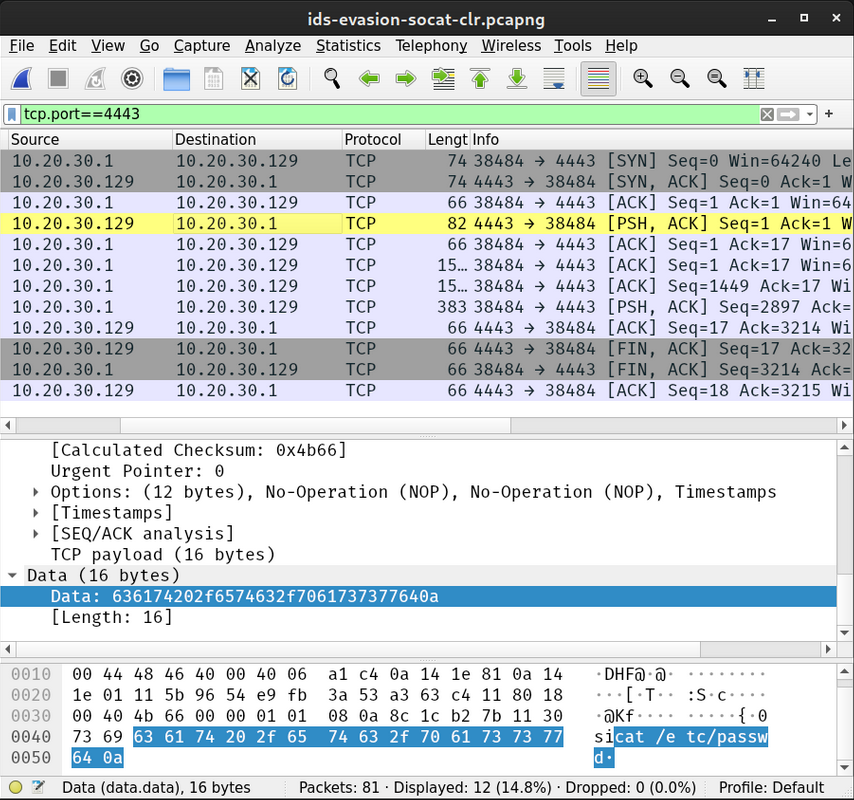 ids-evasion-socat-clr.pcapng
File Edit View Go Capture Analyze Statistics Telephony Wireless Tools Help
tcp.port==4443
Source Destination Protocol Lengt Info
10.20.30.1 10.20.30.129 TCP 74 38484 → 4443 [SYN] Seq=0 Win=64240 Le
10.20.30.129 10.20.30.1 TCP 74 4443 → 38484 [SYN, ACK] Seq=0 Ack=1 W
10.20.30.1 10.20.30.129 TCP 66 38484 → 4443 [ACK] Seq=1 Ack=1 Win=64
10.20.30.129 10.20.30.1 TCP 82 4443 → 38484 [PSH, ACK] Seq=1 Ack=1 W
10.20.30.1 10.20.30.129 TCP 66 38484 → 4443 [ACK] Seq=1 Ack=17 Win=6
10.20.30.1 10.20.30.129 TCP 15… 38484 → 4443 [ACK] Seq=1 Ack=17 Win=6
10.20.30.1 10.20.30.129 TCP 15… 38484 → 4443 [ACK] Seq=1449 Ack=17 Wi
10.20.30.1 10.20.30.129 TCP 383 38484 → 4443 [PSH, ACK] Seq=2897 Ack=
10.20.30.129 10.20.30.1 TCP 66 4443 → 38484 [ACK] Seq=17 Ack=3214 Wi
10.20.30.129 10.20.30.1 TCP 66 4443 → 38484 [FIN, ACK] Seq=17 Ack=32
10.20.30.1 10.20.30.129 TCP 66 38484 → 4443 [FIN, ACK] Seq=3214 Ack=
10.20.30.129 10.20.30.1 TCP 66 4443 → 38484 [ACK] Seq=18 Ack=3215 Wi
[Calculated Checksum: 0x4b66]
Urgent Pointer: 0
Options: (12 bytes), No-Operation (NOP), No-Operation (NOP), Timestamps
[Timestamps]
[SEQ/ACK analysis]
TCP payload (16 bytes)
Data (16 bytes)
Data: 636174202f6574632f7061737377640a
[Length: 16]
0010 00 44 48 46 40 00 40 06 a1 c4 0a 14 1e 81 0a 14 ·DHF@·@· ········
0020 1e 01 11 5b 96 54 e9 fb 3a 53 a3 63 c4 11 80 18 ···[·T·· :S·c····
0030 00 40 4b 66 00 00 01 01 08 0a 8c 1c b2 7b 11 30 ·@Kf···· ·····{·0
0040 73 69 63 61 74 20 2f 65 74 63 2f 70 61 73 73 77 sicat /e tc/passw
0050 64 0a d·
Data (data.data), 16 bytes Packets: 81 · Displayed: 12 (14.8%) · Dropped: 0 (0.0%) Profile: Default